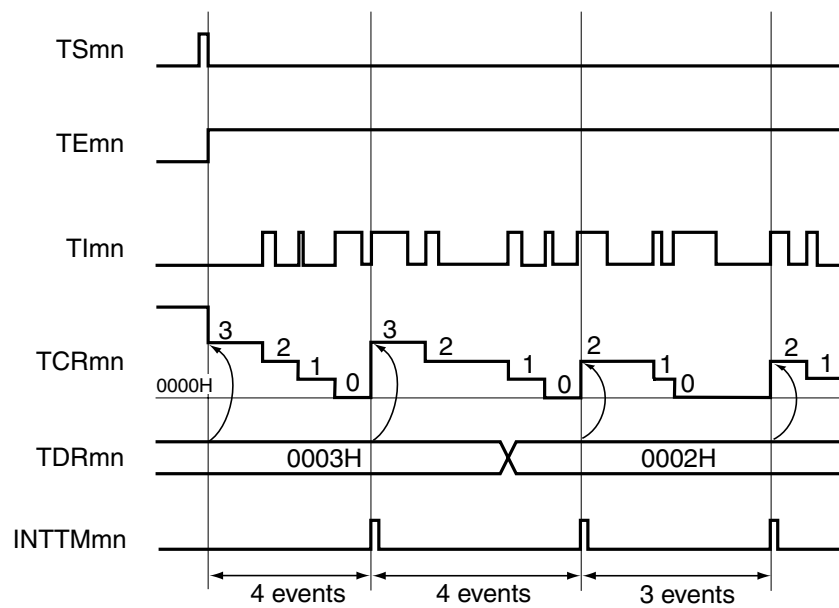 TSmn
TEmn
TImn
TCRmn
3
2
1
0
3
2
1
0
2
1
0
2
1
0000H
TDRmn
0003H
0002H
INTTMmn
4 events
4 events
3 events